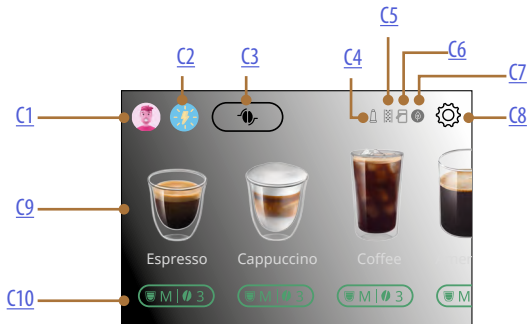 C5
C2 C3 C4 C6
C7
C1 C8
C9
Espresso Cappuccino Coffee
C10 M 3 M 3 M 3 M